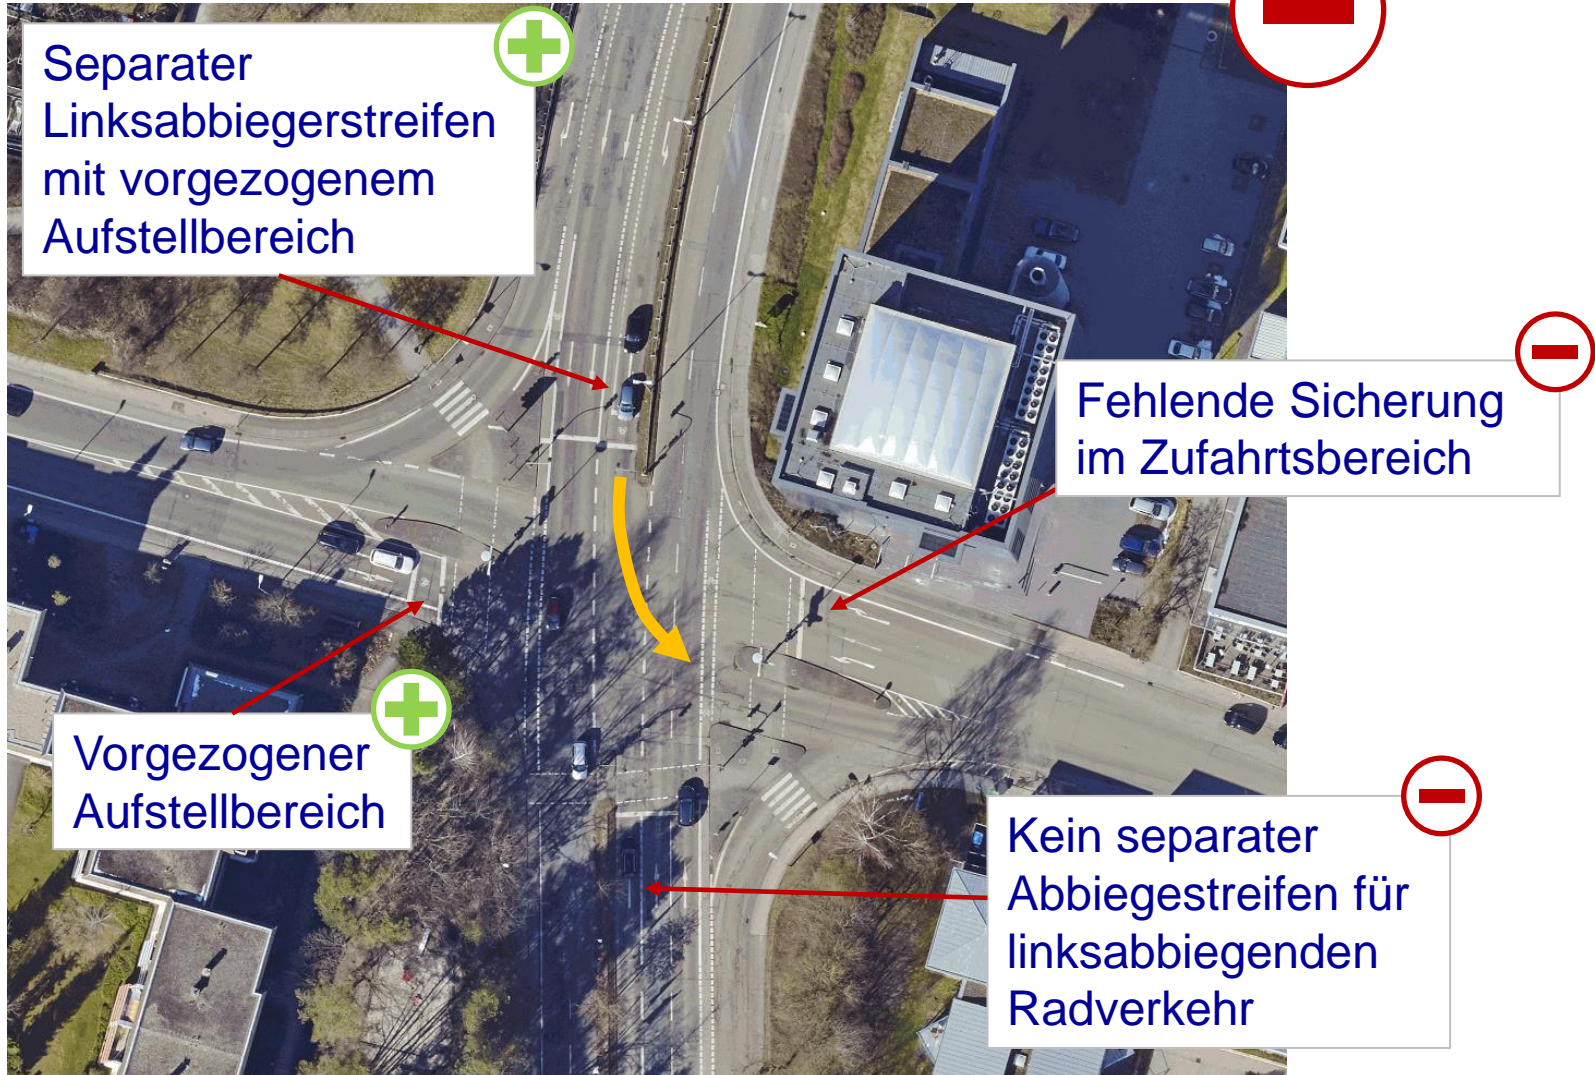 Separater
Linksabbiegerstreifen
mit vorgezogenem
Aufstellbereich
Fehlende Sicherung
im Zufahrtsbereich
Vorgezogener
Aufstellbereich
Kein separater
Abbiegestreifen für
linksabbiegenden
Radverkehr